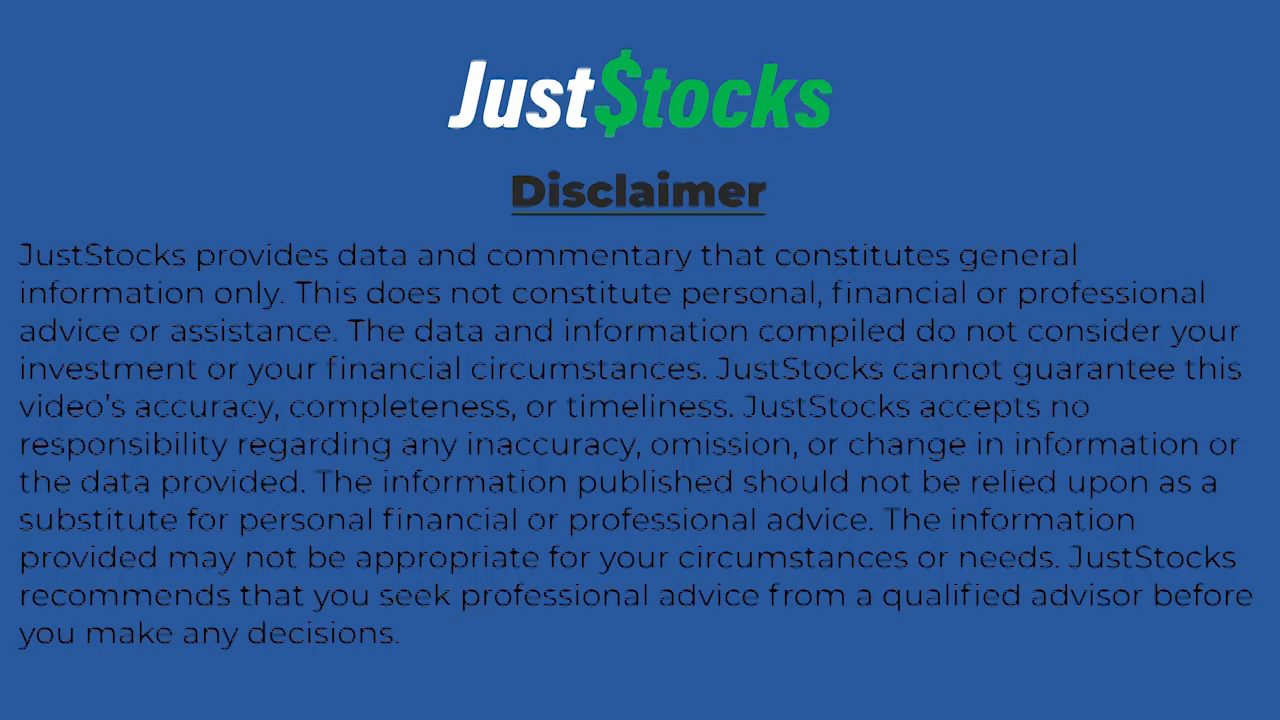 Just$tocks
Disclaimer
JustStocks provides data and commentary that constitutes general
information only. This does not constitute personal, financial or professional
advice or assistance. The data and information compiled do not consider your
investment or your financial circumstances. JustStocks cannot guarantee this
video’s accuracy, completeness, or timeliness. JustStocks accepts no
responsibility regarding any inaccuracy, omission, or change in information or
the data provided. The information published should not be relied upon as a
substitute for personal financial or professional advice. The information
provided may not be appropriate for your circumstances or needs. JustStocks
recommends that you seek professional advice from a qualified advisor before
you make any decisions.